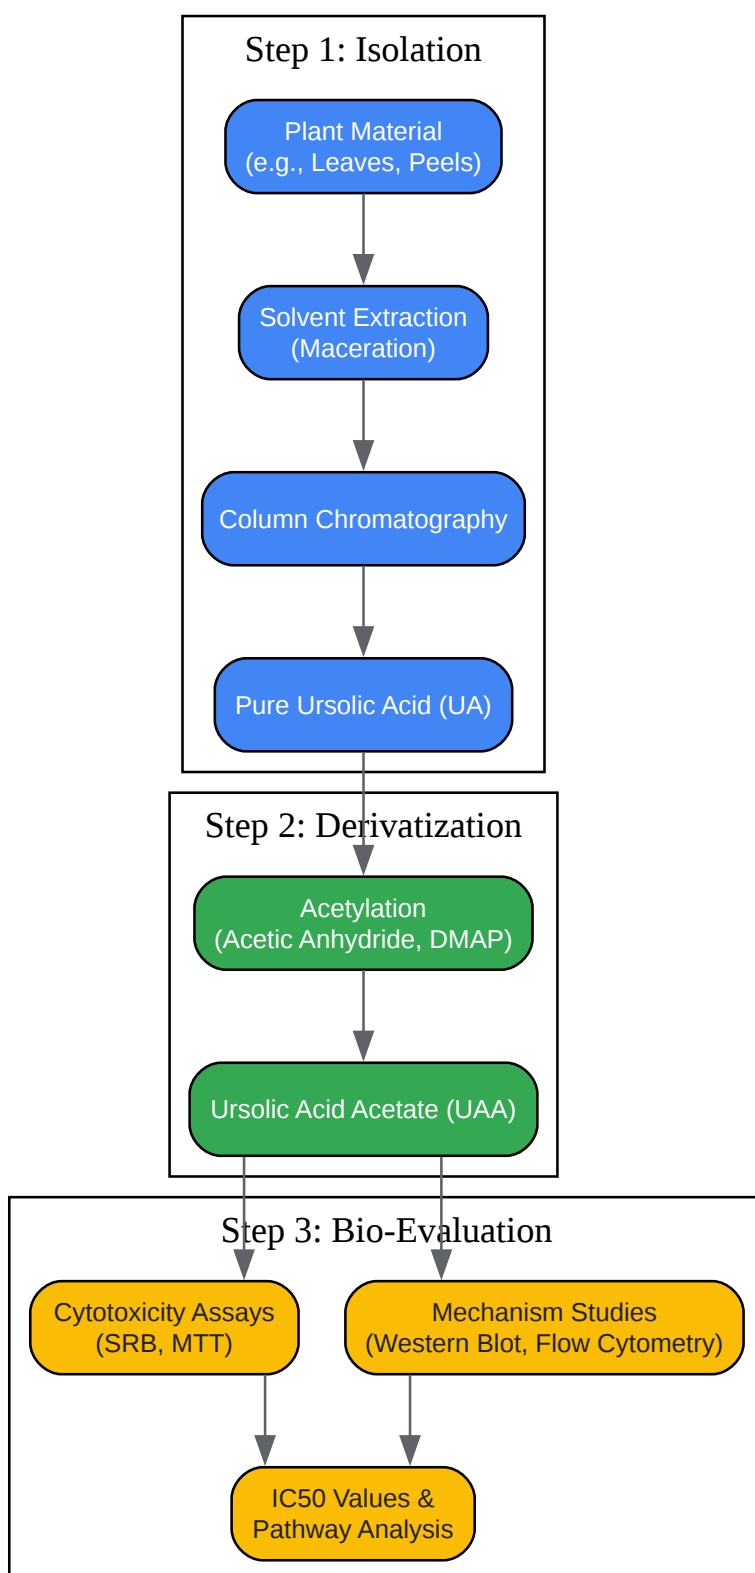 Step 1: Isolation
Plant Material
(e.g., Leaves, Peels)
Solvent Extraction
(Maceration)
Column Chromatography
Pure Ursolic Acid (UA)
Step 2: Derivatization
Acetylation
(Acetic Anhydride, DMAP)
Ursolic Acid Acetate (UAA)
Step 3: Bio-Evaluation
Cytotoxicity Assays
(SRB, MTT)
Mechanism Studies
(Western Blot, Flow Cytometry)
IC50 Values &
Pathway Analysis